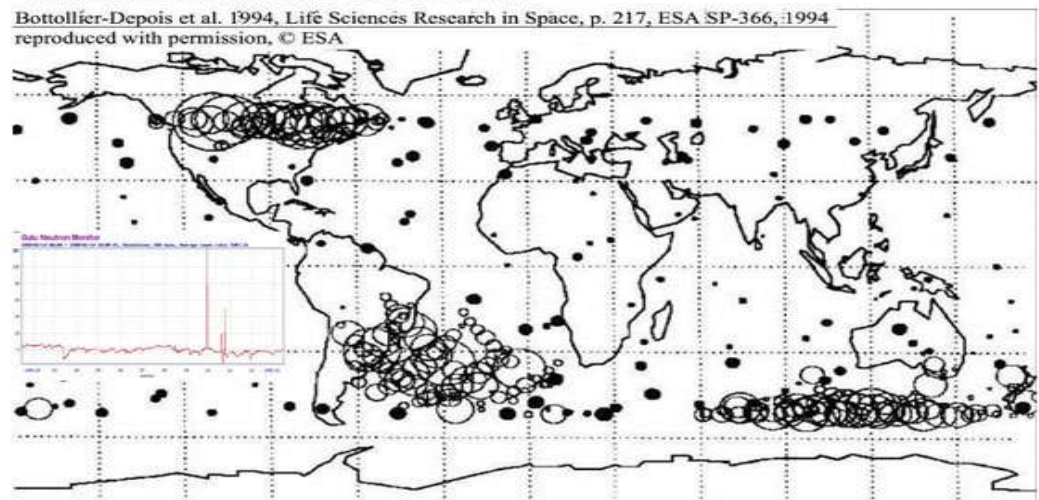 Bottollier-Depois et al. 1994, Life Sciences Research in Space, p. 217, ESA SP-366, 1994
reproduced with permission, © ESA
Oulu Neutron Monitor